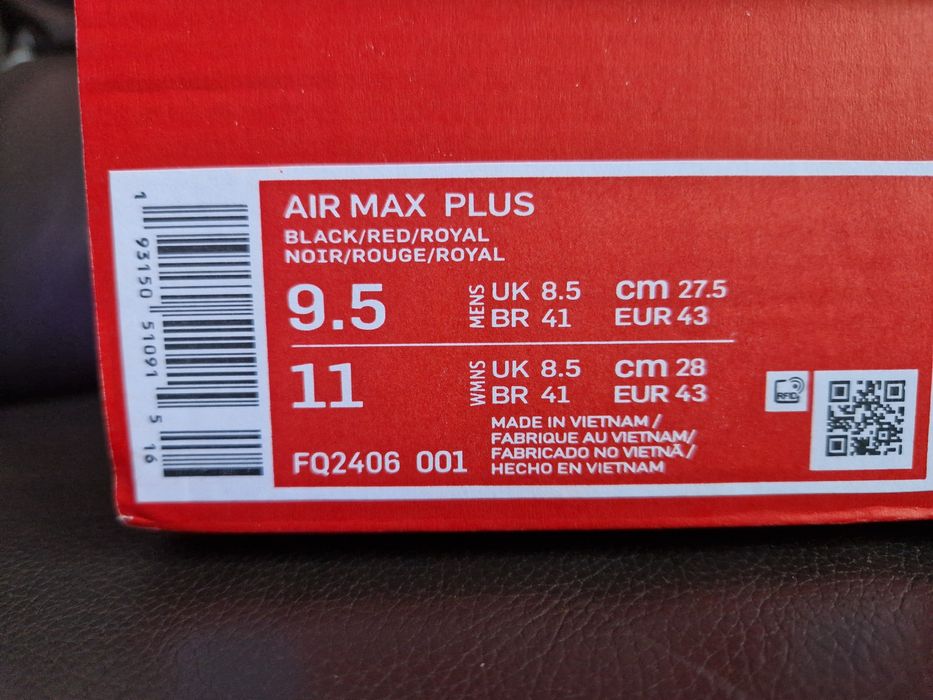 AIR MAX PLUS
BLACK/RED/ROYAL
NOIR/ROUGE/ROYAL
9.5 MENS UK 8.5 cm 27.5
BR 41 EUR 43
11 WMNS UK 8.5 cm 28
BR 41 EUR 43
FQ2406 001
MADE IN VIETNAM /
FABRIQUE AU VIETNAM/
FABRICADO NO VIETNÃ /
HECHO EN VIETNAM
RFID
1 93150 51091 5 16